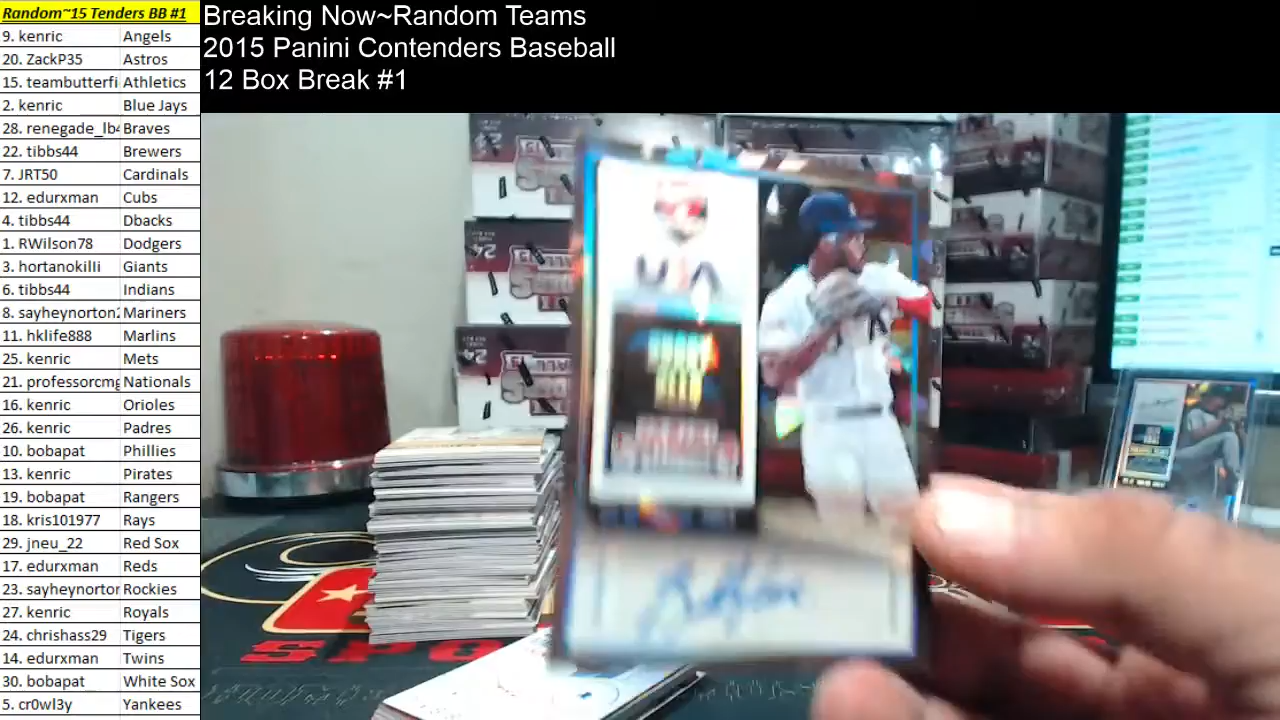 Random~15 Tenders BB #1
9. kenric Angels
20. ZackP35 Astros
15. teambutterfi Athletics
2. kenric Blue Jays
28. renegade_lb4 Braves
22. tibbs44 Brewers
7. JRT50 Cardinals
12. edurxman Cubs
4. tibbs44 Dbacks
1. RWilson78 Dodgers
3. hortanokilli Giants
6. tibbs44 Indians
8. sayheynorton2 Mariners
11. hklife888 Marlins
25. kenric Mets
21. professorcmg Nationals
16. kenric Orioles
26. kenric Padres
10. bobapat Phillies
13. kenric Pirates
19. bobapat Rangers
18. kris101977 Rays
29. jneu_22 Red Sox
17. edurxman Reds
23. sayheynorton Rockies
27. kenric Royals
24. chrishass29 Tigers
14. edurxman Twins
30. bobapat White Sox
5. cr0wl3y Yankees
Breaking Now~Random Teams
2015 Panini Contenders Baseball
12 Box Break #1
USA